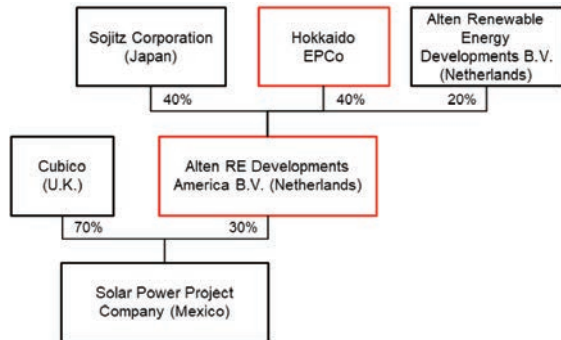 Sojitz Corporation
(Japan)
Hokkaido
EPCo
Alten Renewable
Energy
Developments B.V.
(Netherlands)
40%
40%
20%
Cubico
(U.K.)
Alten RE Developments
America B.V. (Netherlands)
70%
30%
Solar Power Project
Company (Mexico)